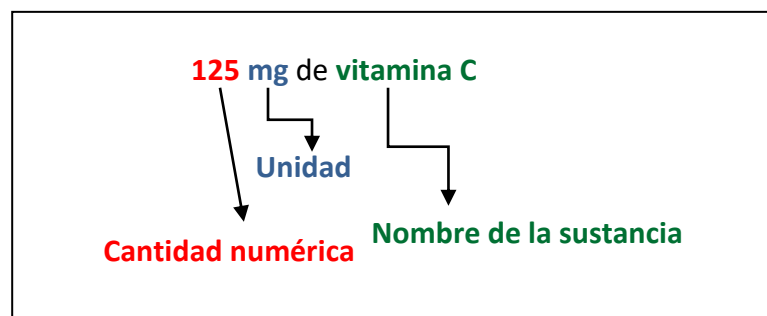 125 mg de vitamina C
Unidad
Nombre de la sustancia
Cantidad numérica